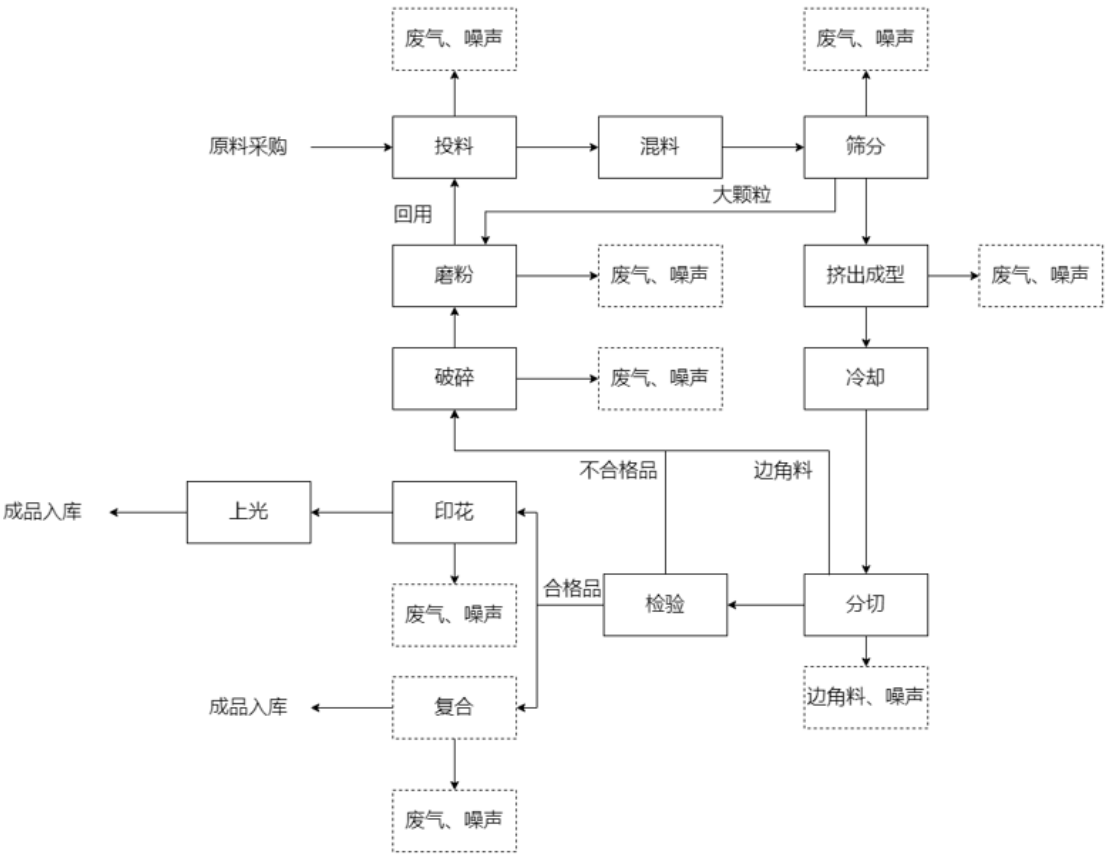 废气、噪声
废气、噪声
原料采购
投料
混料
筛分
大颗粒
回用
磨粉
废气、噪声
挤出成型
废气、噪声
破碎
废气、噪声
冷却
不合格品
边角料
成品入库
上光
印花
合格品
检验
分切
废气、噪声
边角料、噪声
成品入库
复合
废气、噪声